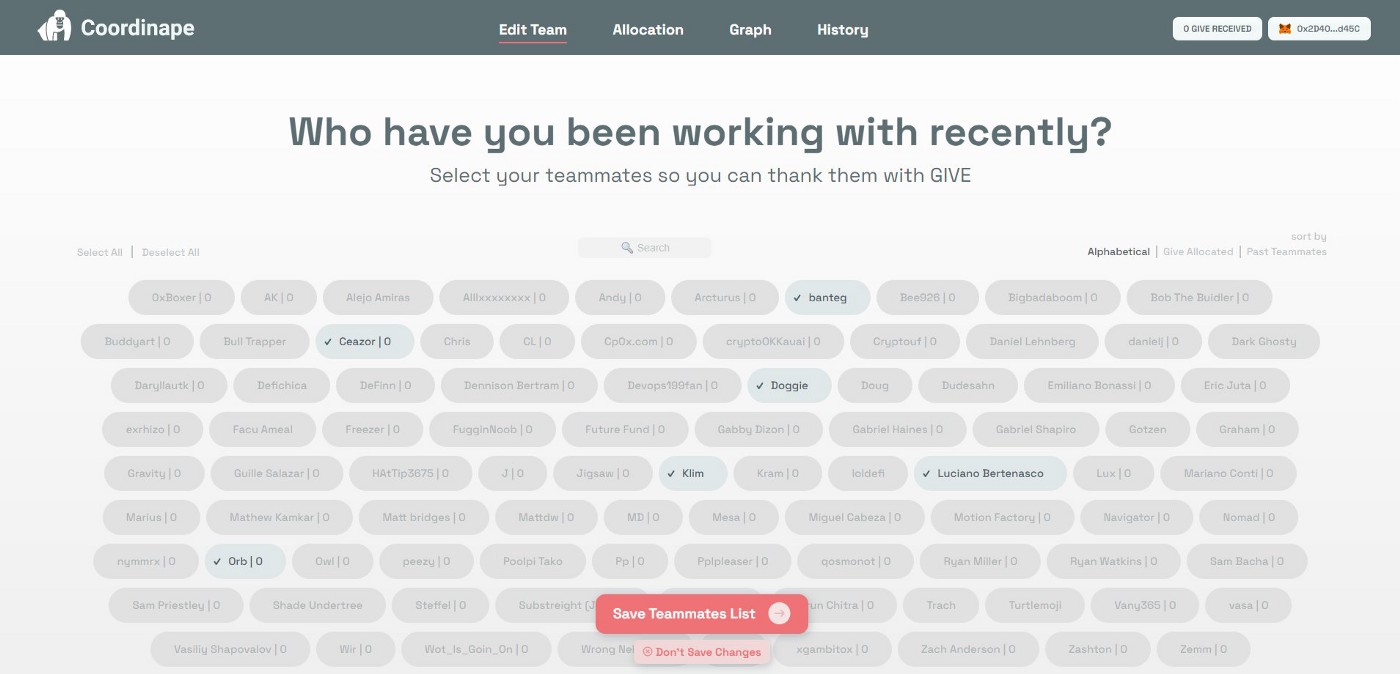 Coordinape
Edit Team Allocation Graph History
0 GIVE RECEIVED 0x2D40...d45C
Who have you been working with recently?
Select your teammates so you can thank them with GIVE
sort by
Select All | Deselect All Search Alphabetical | Give Allocated | Past Teammates
0xBoxer | 0 AK | 0 Alejo Amiras Alllxxxxxxxx | 0 Andy | 0 Arcturus | 0 ✓ banteg Bee926 | 0 Bigbadaboom | 0 Bob The Buidler | 0
Buddyart | 0 Bull Trapper ✓ Ceazor | 0 Chris CL | 0 Cp0x.com | 0 cryptoOKKauai | 0 Cryptouf | 0 Daniel Lehnberg danielj | 0 Dark Ghosty
Daryllautk | 0 Defichica DeFinn | 0 Dennison Bertram | 0 Devops199fan | 0 ✓ Doggie Doug Dudesahn Emiliano Bonassi | 0 Eric Juta | 0
exrhizo | 0 Facu Ameal Freezer | 0 FugginNoob | 0 Future Fund | 0 Gabby Dizon | 0 Gabriel Haines | 0 Gabriel Shapiro Gotzen Graham | 0
Gravity | 0 Guille Salazar | 0 HAtTip3675 | 0 J | 0 Jigsaw | 0 ✓ Klim Kram | 0 loldefi ✓ Luciano Bertenasco Lux | 0 Mariano Conti | 0
Marius | 0 Mathew Kamkar | 0 Matt bridges | 0 Mattdw | 0 MD | 0 Mesa | 0 Miguel Cabeza | 0 Motion Factory | 0 Navigator | 0 Nomad | 0
nymmrx | 0 ✓ Orb | 0 Owl | 0 peezy | 0 Poolpi Tako Pp | 0 Pplpleaser | 0 qosmonot | 0 Ryan Miller | 0 Ryan Watkins | 0 Sam Bacha | 0
Sam Priestley | 0 Shade Undertree Steffel | 0 Substreight Chitra | 0 Trach Turtlemoji Vany365 | 0 vasa | 0
Save Teammates List
Vasiliy Shapovalov | 0 Wir | 0 Wot_Is_Goin_On | 0 Wrong xgambitox | 0 Zach Anderson | 0 Zashton | 0 Zemm | 0
Don't Save Changes